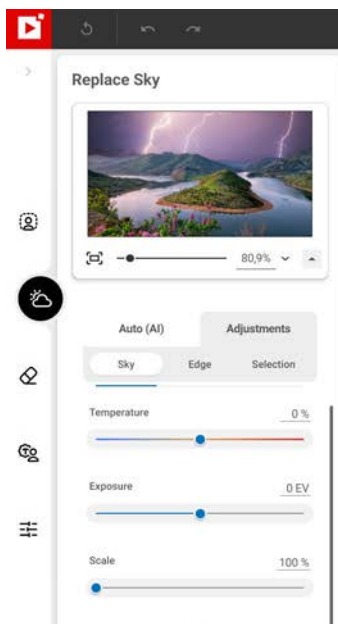 Replace Sky
80,9%
Auto (AI) Adjustments
Sky Edge Selection
Temperature 0 %
Exposure 0 EV
Scale 100 %